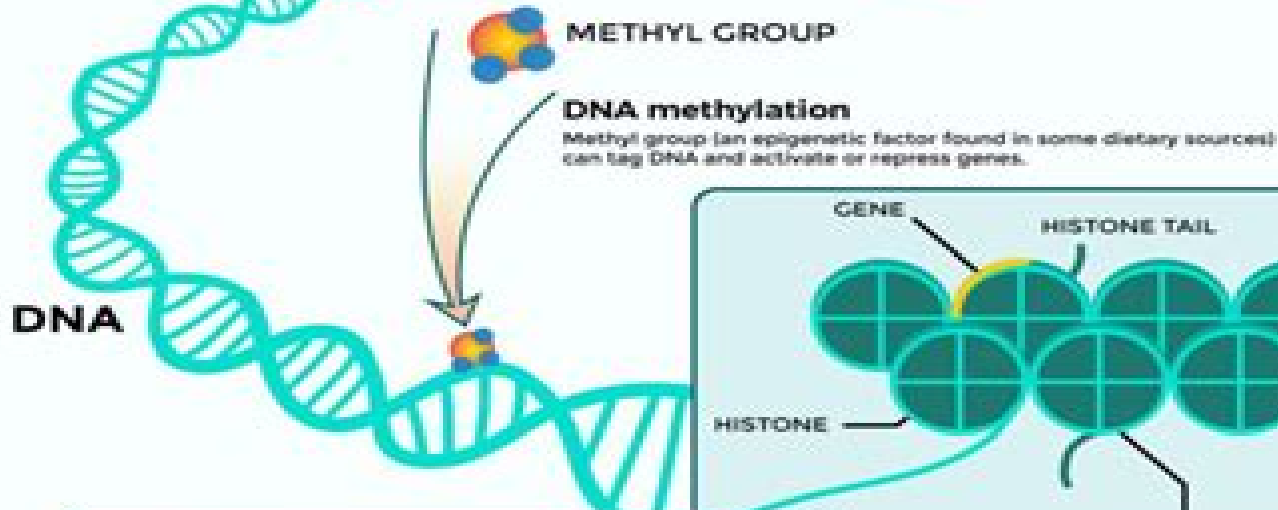 METHYL GROUP
DNA methylation
Methyl group (an epigenetic factor found in some dietary sources)
can tag DNA and activate or repress genes.
GENE
HISTONE TAIL
DNA
HISTONE